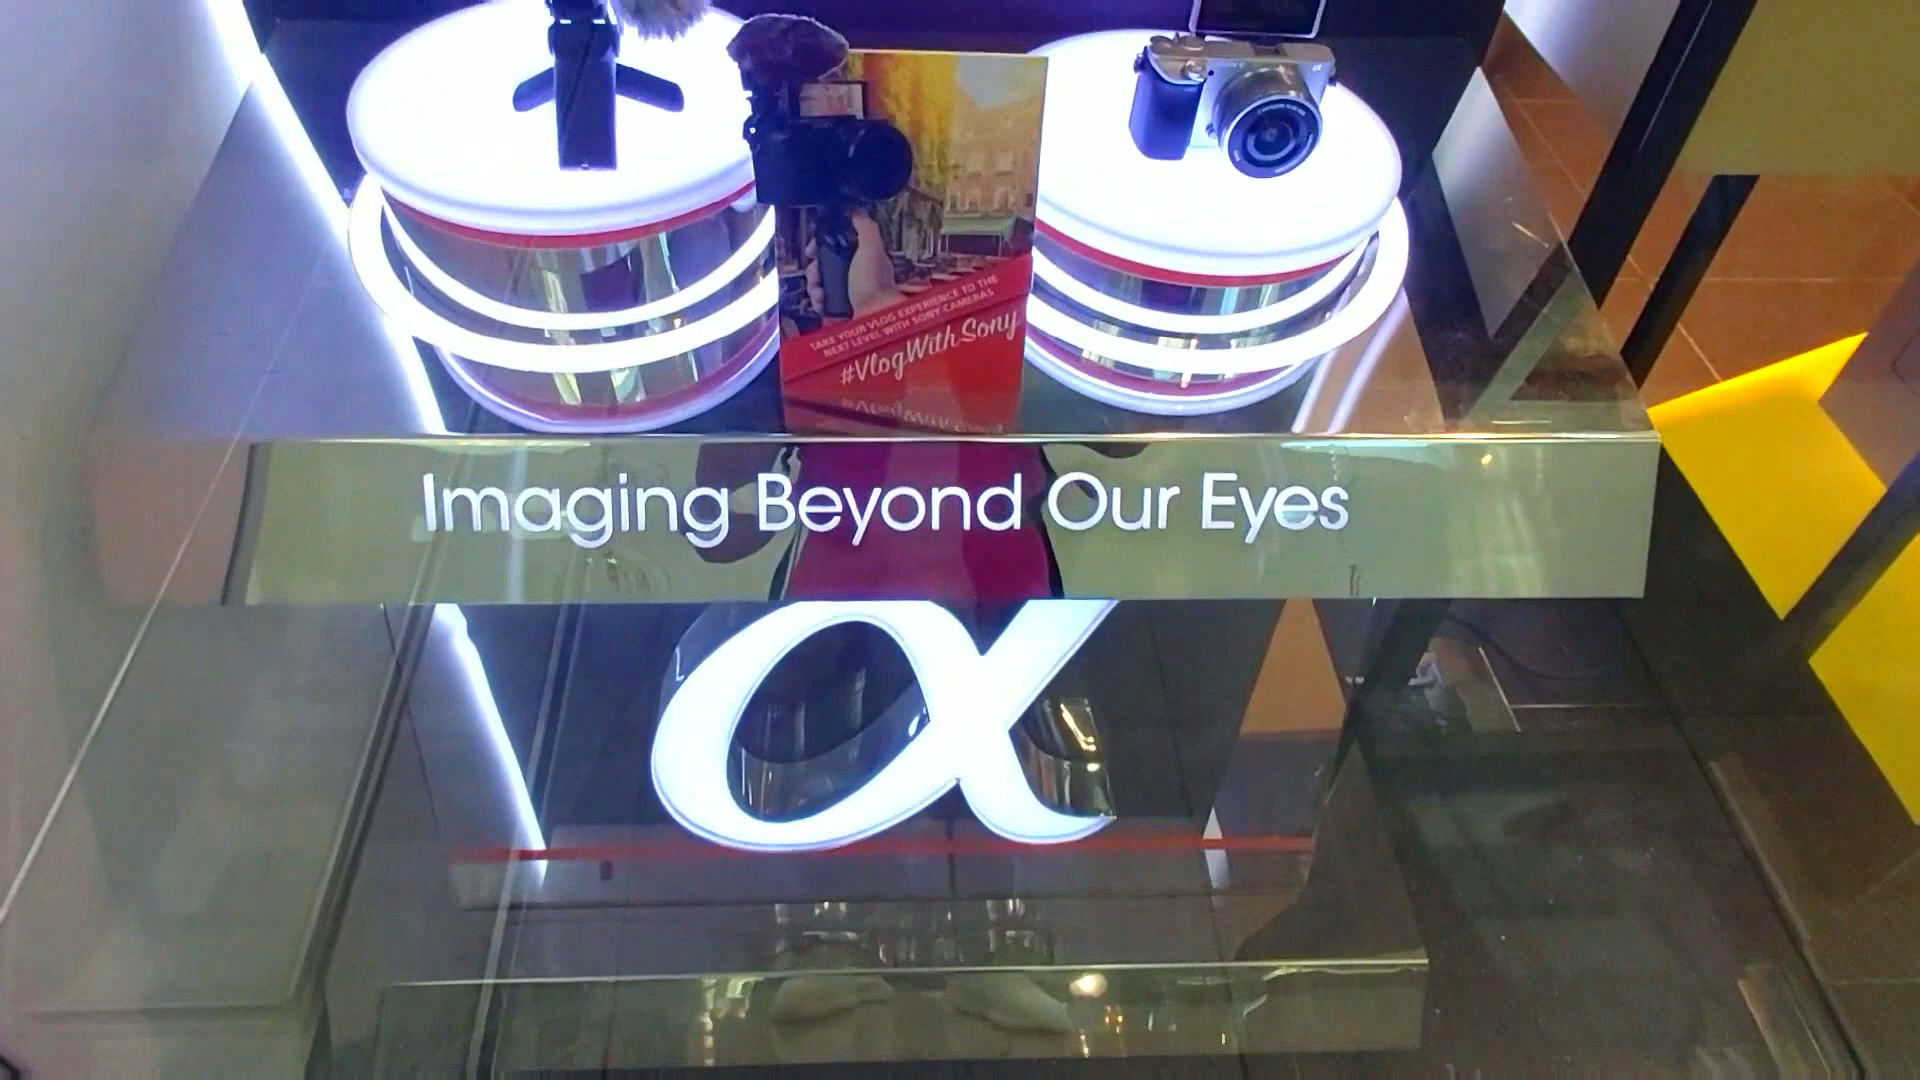 TAKE YOUR VLOG EXPERIENCE TO THE
NEXT LEVEL WITH SONY CAMERAS
#VlogWithSony
Imaging Beyond Our Eyes
α